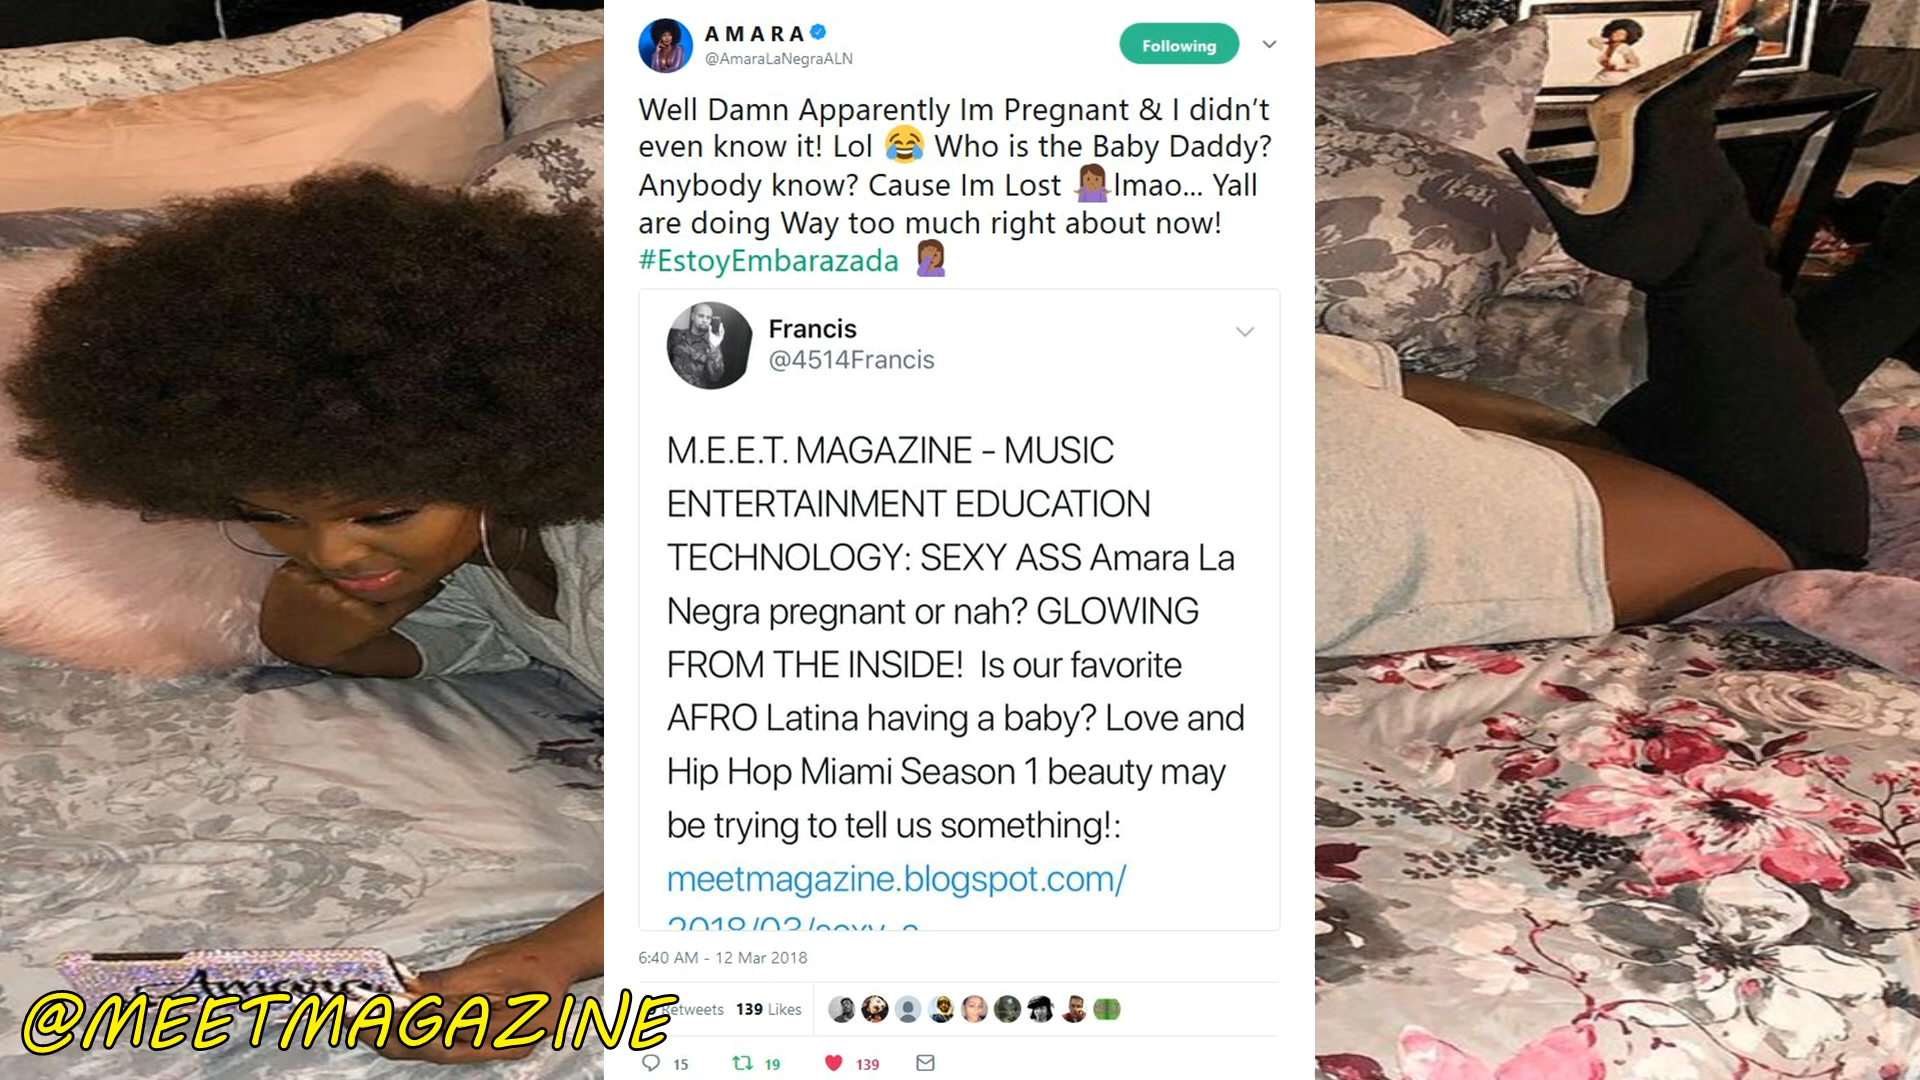 A M A R A
@AmaraLaNegraALN
Following
Well Damn Apparently Im Pregnant & I didn’t
even know it! Lol 😂 Who is the Baby Daddy?
Anybody know? Cause Im Lost 🤷🏾‍♀️lmao... Yall
are doing Way too much right about now!
#EstoyEmbarazada 🤦🏾‍♀️
Francis
@4514Francis
M.E.E.T. MAGAZINE - MUSIC
ENTERTAINMENT EDUCATION
TECHNOLOGY: SEXY ASS Amara La
Negra pregnant or nah? GLOWING
FROM THE INSIDE!  Is our favorite
AFRO Latina having a baby? Love and
Hip Hop Miami Season 1 beauty may
be trying to tell us something!:
meetmagazine.blogspot.com/
2018/03/sexy-a
6:40 AM - 12 Mar 2018
Retweets 139 Likes
15 19 139
@MEETMAGAZINE